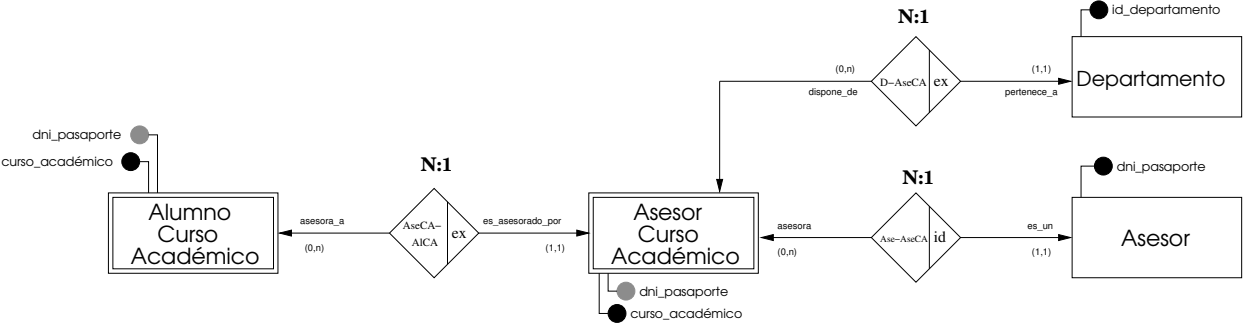 N:1
id_departamento
(0,n)
D–AseCA
ex
(1,1)
dispone_de
pertenece_a
Departamento
dni_pasaporte
curso_académico
N:1
N:1
dni_pasaporte
Alumno
Curso
Académico
asesora_a
(0,n)
AseCA–
AlCA
ex
es_asesorado_por
(1,1)
Asesor
Curso
Académico
asesora
(0,n)
Ase–AseCA
id
es_un
(1,1)
Asesor
dni_pasaporte
curso_académico